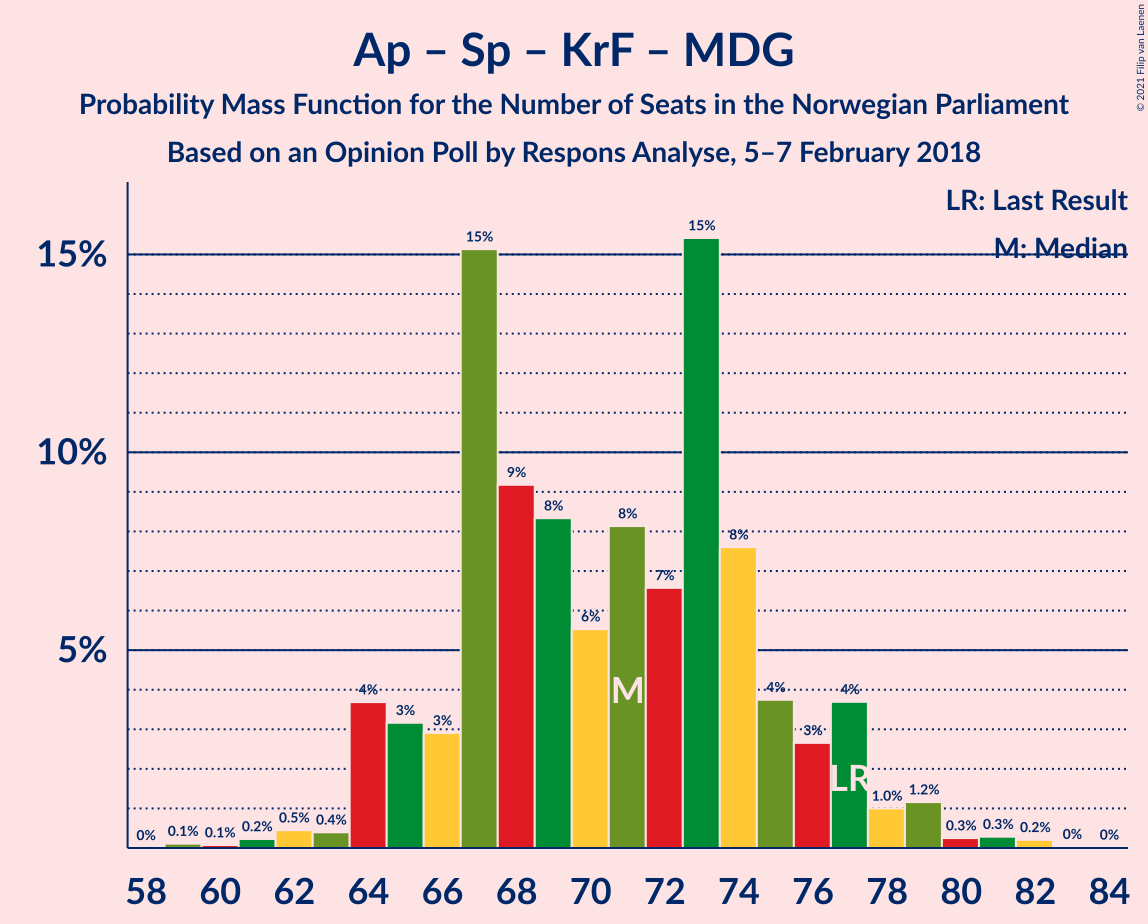 Ap – Sp – KrF – MDG
Probability Mass Function for the Number of Seats in the Norwegian Parliament
Based on an Opinion Poll by Respons Analyse, 5–7 February 2018
© 2021 Filip van Laenen
LR: Last Result
M: Median
15%
10%
5%
0% 0.1% 0.1% 0.2% 0.5% 0.4% 4% 3% 3% 15% 9% 8% 6% 8% 7% 15% 8% 4% 3% 4% 1.0% 1.2% 0.3% 0.3% 0.2% 0% 0%
M
LR
58 60 62 64 66 68 70 72 74 76 78 80 82 84